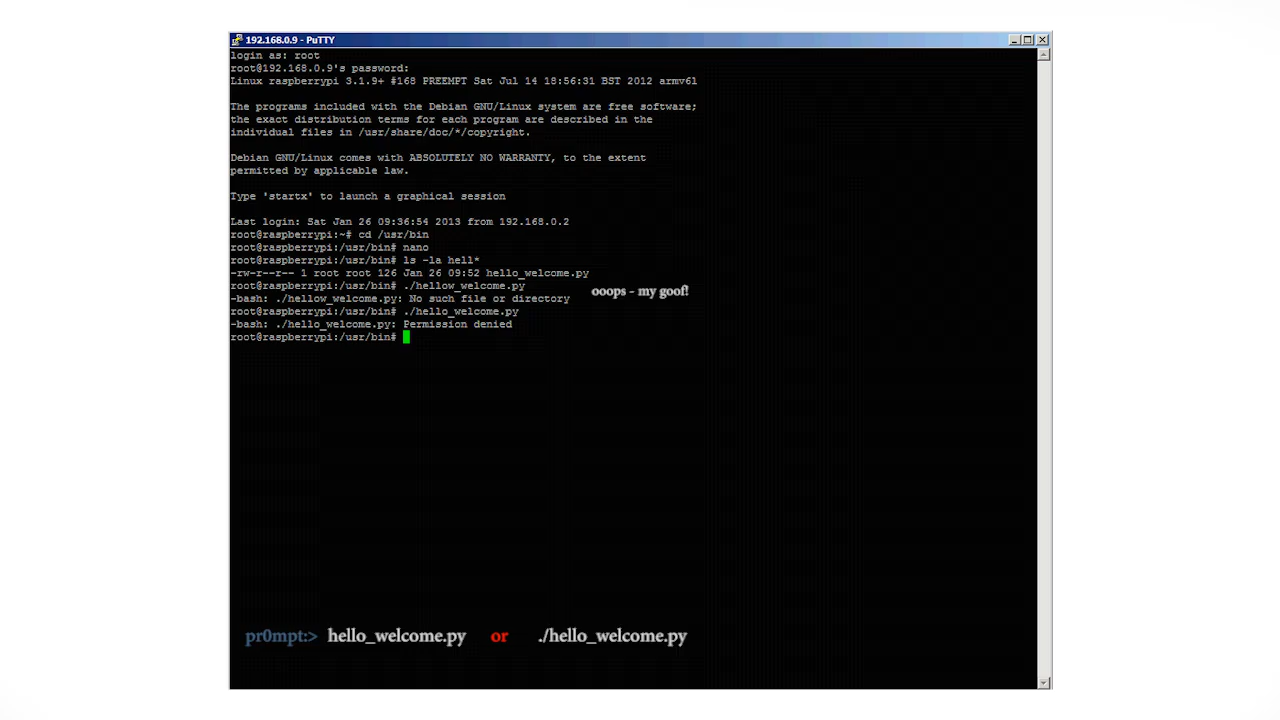 192.168.0.9 - PuTTY
login as: root
root@192.168.0.9's password:
Linux raspberrypi 3.1.9+ #168 PREEMPT Sat Jul 14 18:56:31 BST 2012 armv6l
The programs included with the Debian GNU/Linux system are free software;
the exact distribution terms for each program are described in the
individual files in /usr/share/doc/*/copyright.
Debian GNU/Linux comes with ABSOLUTELY NO WARRANTY, to the extent
permitted by applicable law.
Type 'startx' to launch a graphical session
Last login: Sat Jan 26 09:36:54 2013 from 192.168.0.2
root@raspberrypi:~# cd /usr/bin
root@raspberrypi:/usr/bin# nano
root@raspberrypi:/usr/bin# ls -la hell*
-rw-r--r-- 1 root root 126 Jan 26 09:52 hello_welcome.py
root@raspberrypi:/usr/bin# ./hellow_welcome.py
ooops - my goof!
-bash: ./hellow_welcome.py: No such file or directory
root@raspberrypi:/usr/bin# ./hello_welcome.py
-bash: ./hello_welcome.py: Permission denied
root@raspberrypi:/usr/bin#
pr0mpt:> hello_welcome.py or ./hello_welcome.py